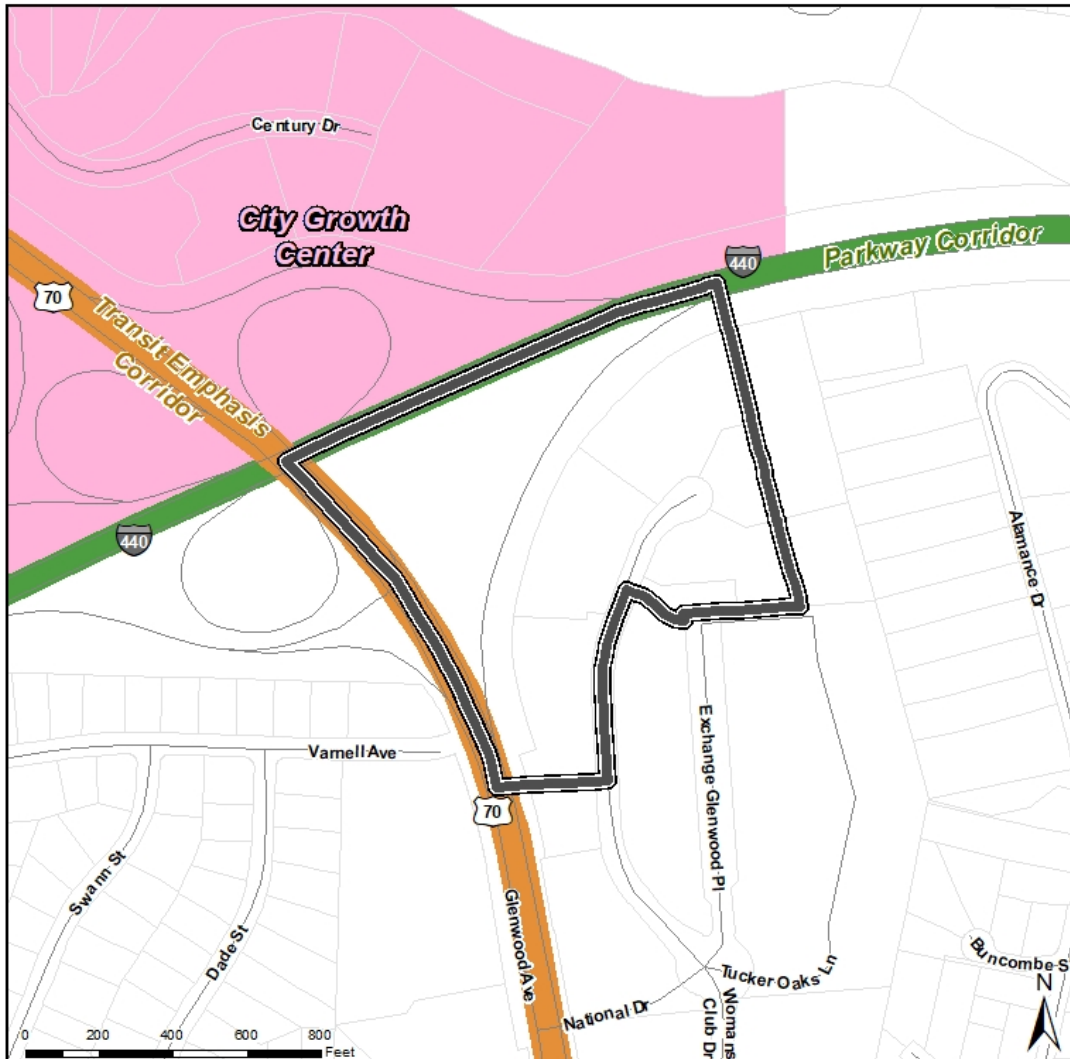 Century Dr
City Growth
Center
440
Parkway Corridor
70
Transit Emphasis
Corridor
440
Alamance Dr
Varnell Ave
Exchange Glenwood Pl
70
Swann St
Dade St
Glenwood Ave
Buncombe S
Tucker Oaks Ln
National Dr
Womans
Club Dr
N
0 200 400 600 800
Feet